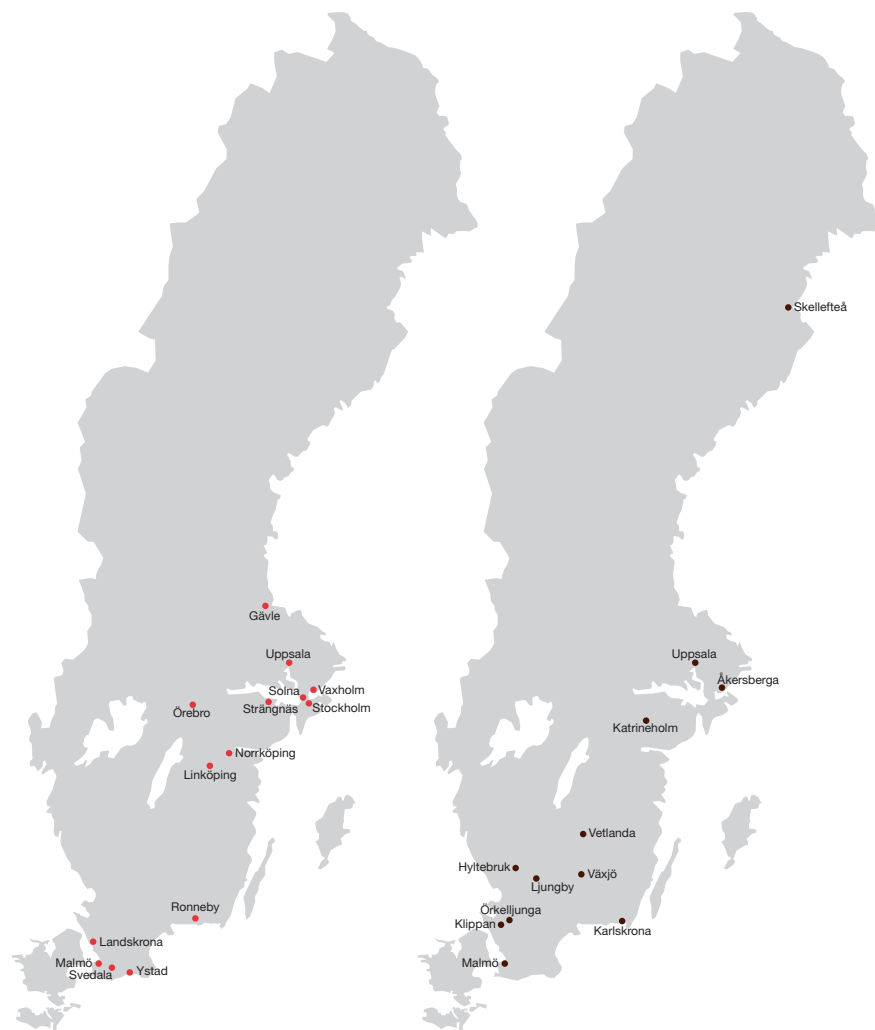 Gävle
Uppsala
Solna
Vaxholm
Strängnäs
Stockholm
Örebro
Norrköping
Linköping
Ronneby
Landskrona
Malmö
Svedala
Ystad
Skellefteå
Uppsala
Åkersberga
Katrineholm
Vetlanda
Hyltebruk
Växjö
Ljungby
Örkelljunga
Klippan
Karlskrona
Malmö